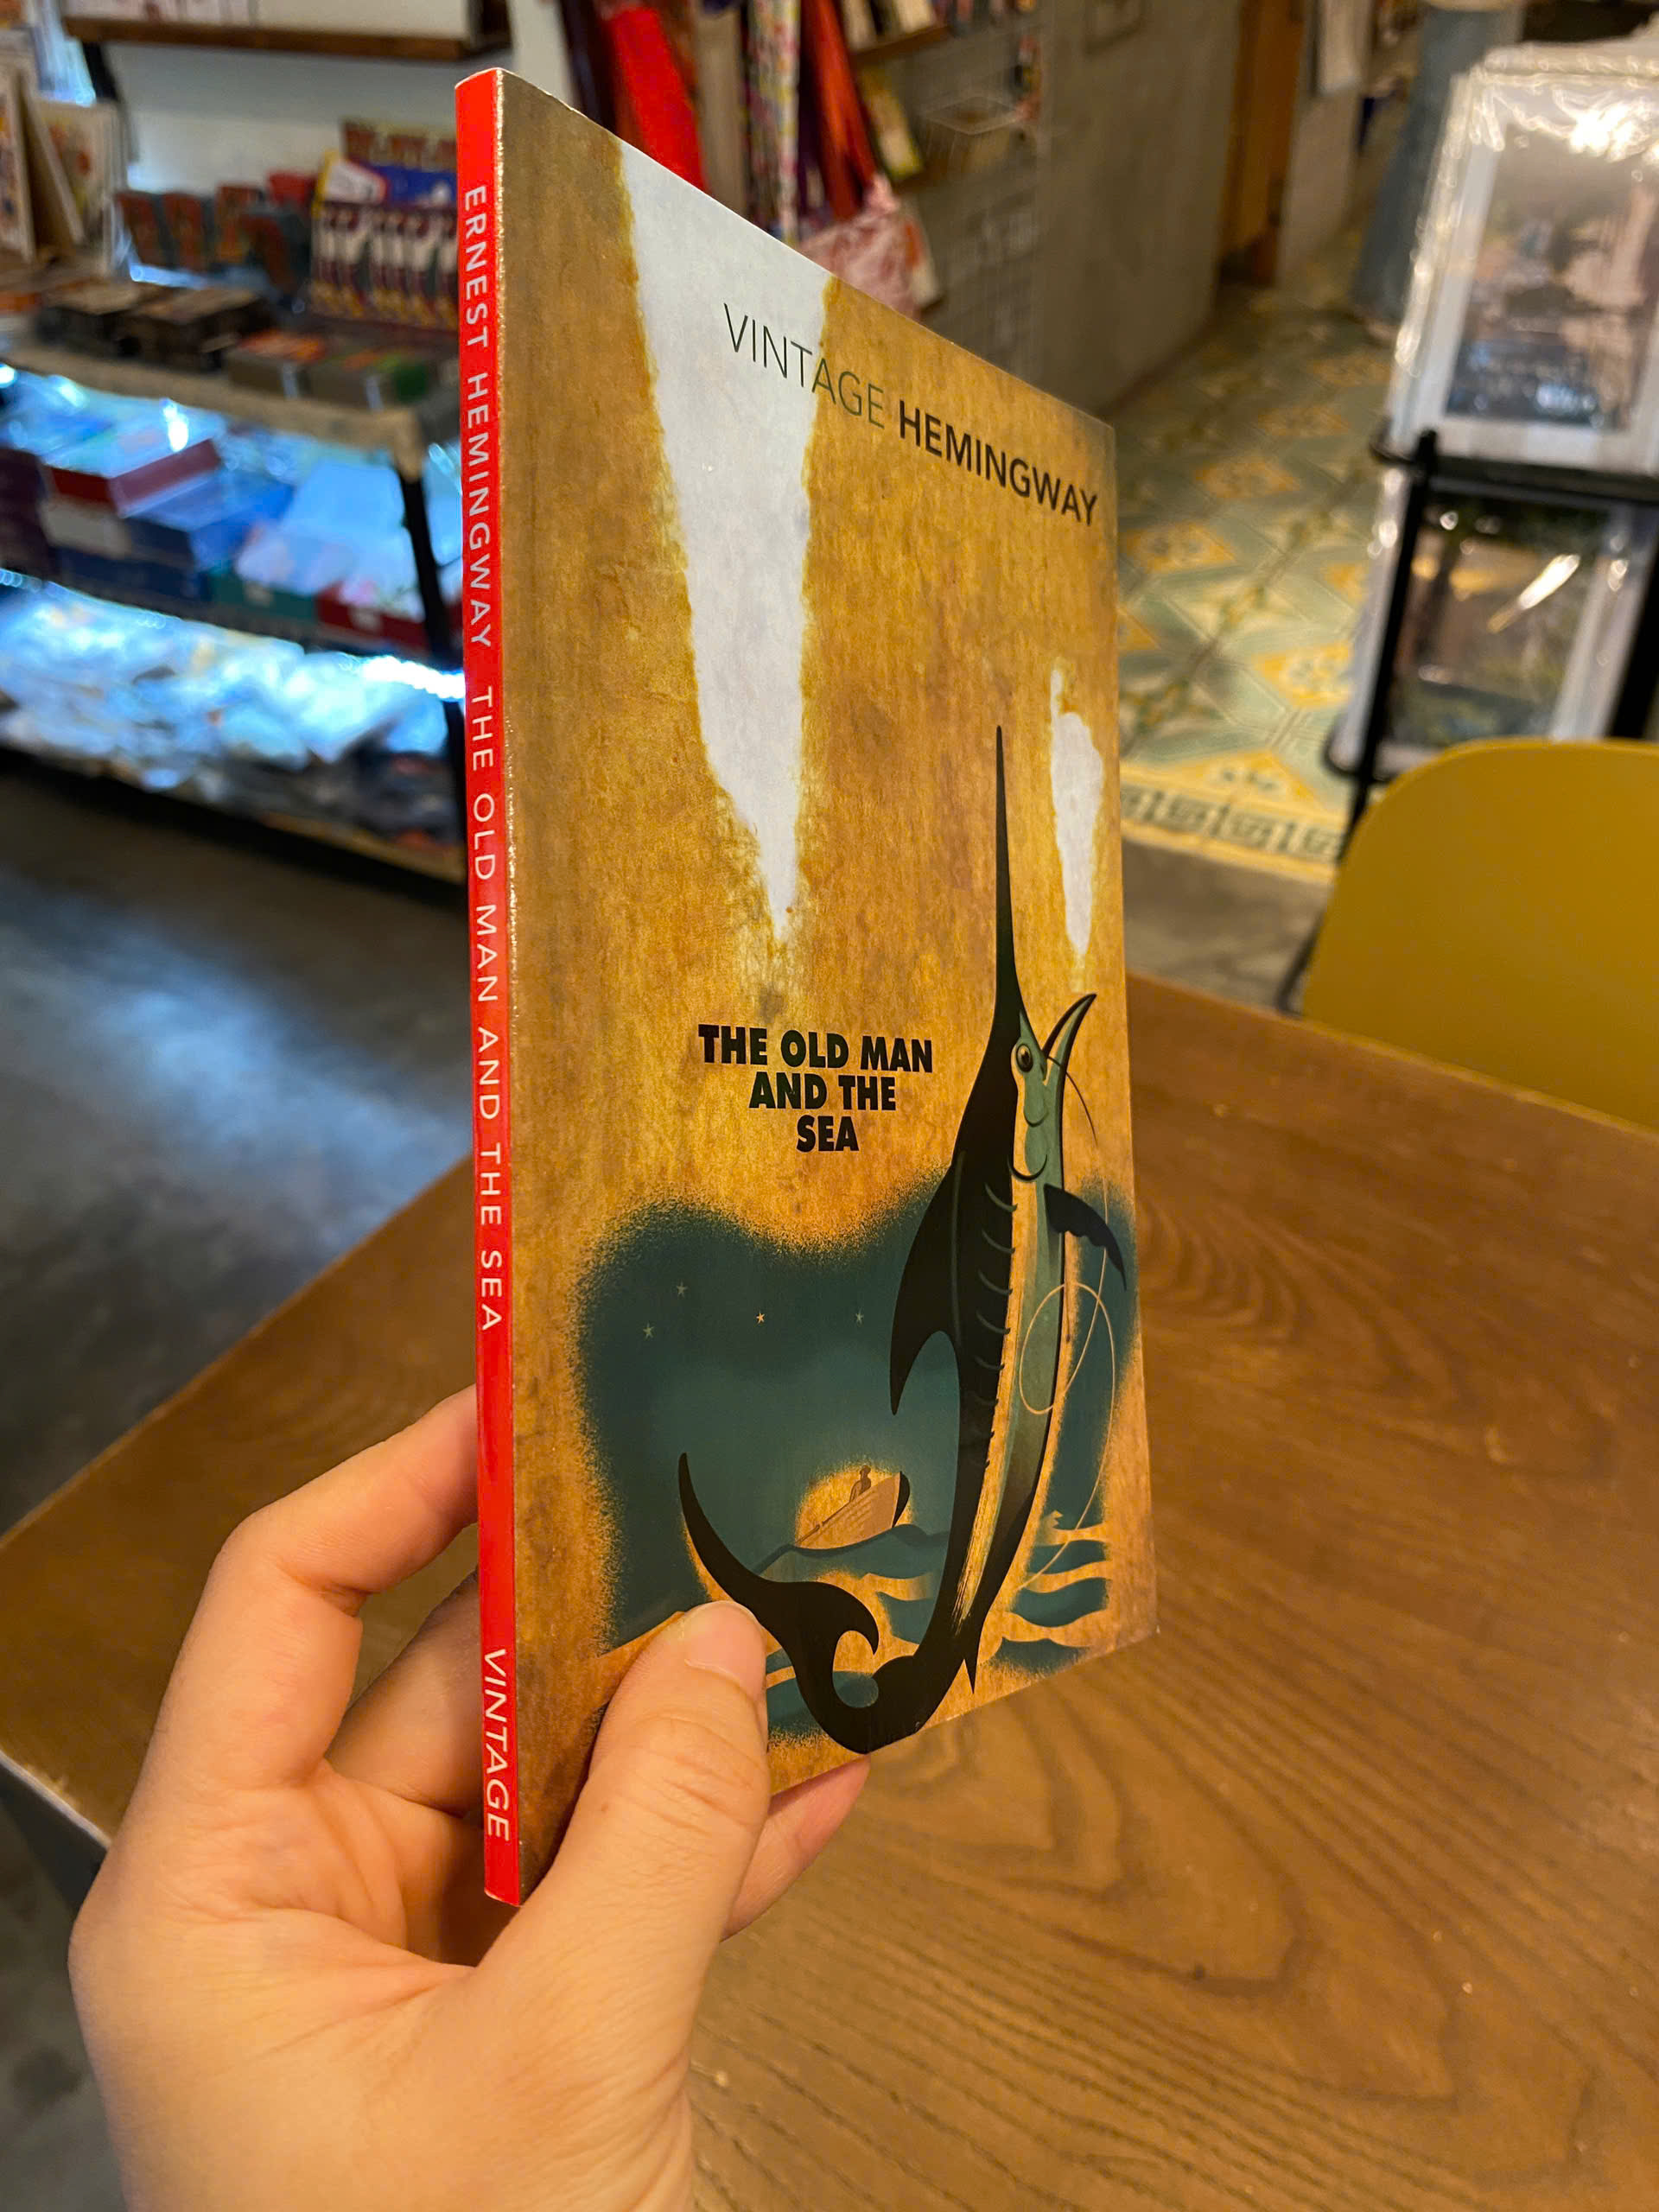 ERNEST HEMINGWAY THE OLD MAN AND THE SEA VINTAGE
VINTAGE HEMINGWAY
THE OLD MAN
AND THE
SEA